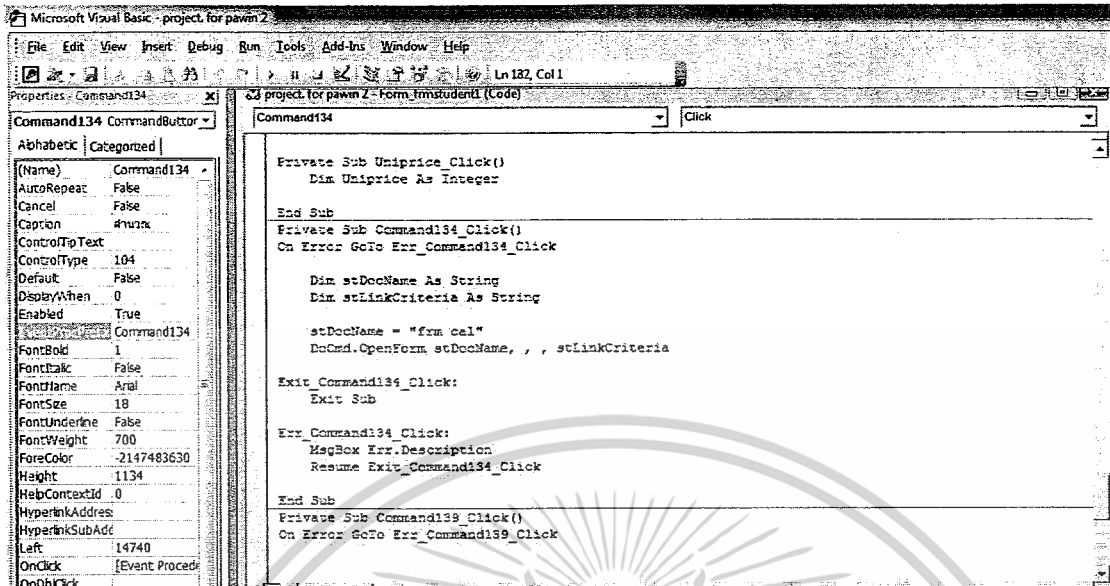 Microsoft Visual Basic - project. for pawin 2
File Edit View Insert Debug Run Tools Add-Ins Window Help
Ln 182, Col 1
Properties - Command134
Command134 CommandButton
Alphabetic Categorized
(Name) Command134
AutoRepeat False
Cancel False
Caption คำนวณ
ControlTipText
ControlType 104
Default False
DisplayWhen 0
Enabled True
Command134
FontBold 1
FontItalic False
FontName Arial
FontSize 18
FontUnderline False
FontWeight 700
ForeColor -2147483630
Height 1134
HelpContextId 0
HyperlinkAddres
HyperlinkSubAdd
Left 14740
OnClick [Event Procedu
OnDblClick
project. for pawin 2 - Form_frmstudent1 (Code)
Command134 Click
Private Sub Uniprice_Click()
Dim Uniprice As Integer
End Sub
Private Sub Command134_Click()
On Error GoTo Err_Command134_Click
Dim stDocName As String
Dim stLinkCriteria As String
stDocName = "frm cal"
DoCmd.OpenForm stDocName, , , stLinkCriteria
Exit_Command134_Click:
Exit Sub
Err_Command134_Click:
MsgBox Err.Description
Resume Exit_Command134_Click
End Sub
Private Sub Command139_Click()
On Error GoTo Err_Command139_Click